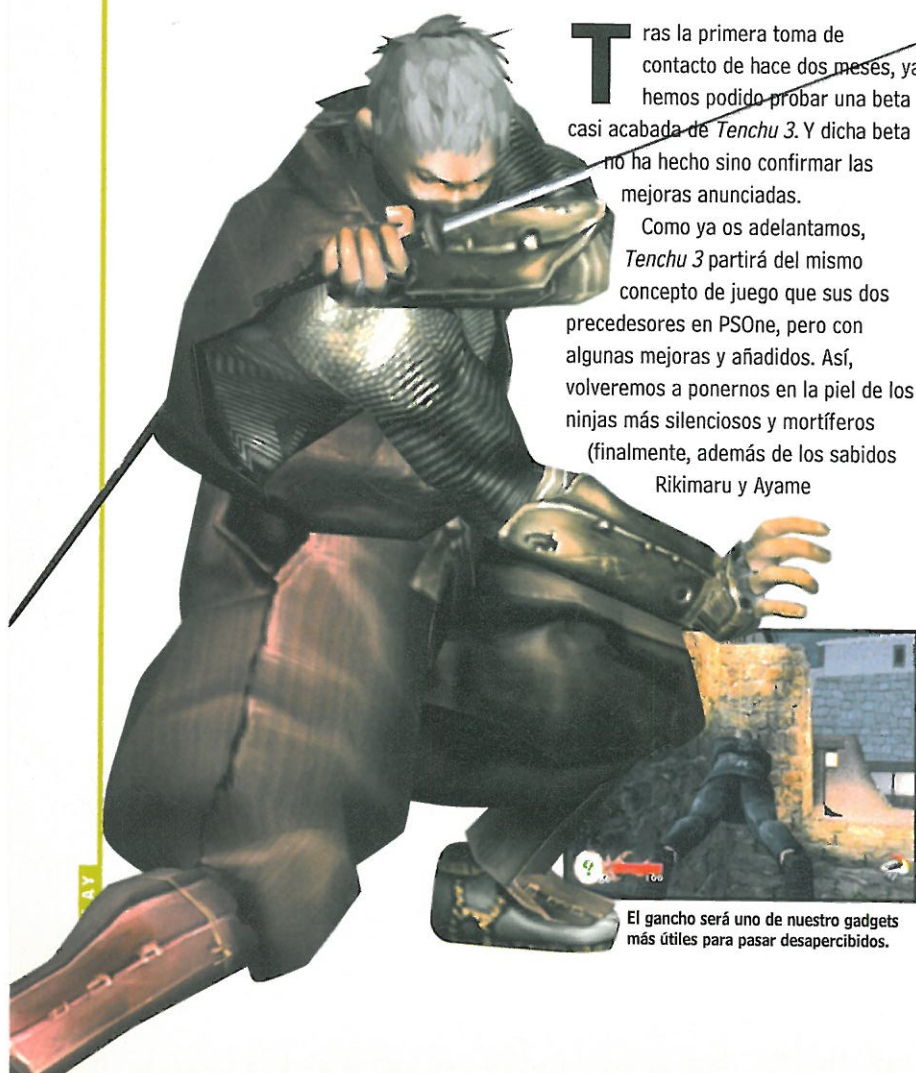 Tras la primera toma de
contacto de hace dos meses, ya
hemos podido probar una beta
casi acabada de Tenchu 3. Y dicha beta
no ha hecho sino confirmar las
mejoras anunciadas.
Como ya os adelantamos,
Tenchu 3 partirá del mismo
concepto de juego que sus dos
precedesores en PSOne, pero con
algunas mejoras y añadidos. Así,
volveremos a ponernos en la piel de los
ninjas más silenciosos y mortíferos
(finalmente, además de los sabidos
Rikimaru y Ayame
El gancho será uno de nuestro gadgets
más útiles para pasar desapercibidos.